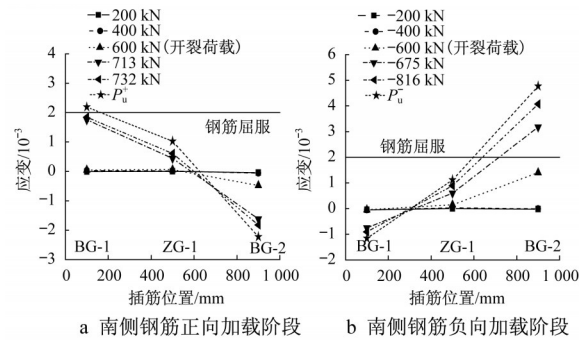 200 kN
400 kN
600 kN(开裂荷载)
713 kN
732 kN
P_u^+
4
3
2
1
0
−1
−2
−3
应变/10^-3
钢筋屈服
BG-1
ZG-1
BG-2
0
200
400
600
800
1 000
插筋位置/mm
a 南侧钢筋正向加载阶段
−200 kN
−400 kN
−600 kN(开裂荷载)
−675 kN
−816 kN
P_u^-
6
5
4
3
2
1
0
−1
−2
应变/10^-3
钢筋屈服
BG-1
ZG-1
BG-2
0
200
400
600
800
1 000
插筋位置/mm
b 南侧钢筋负向加载阶段